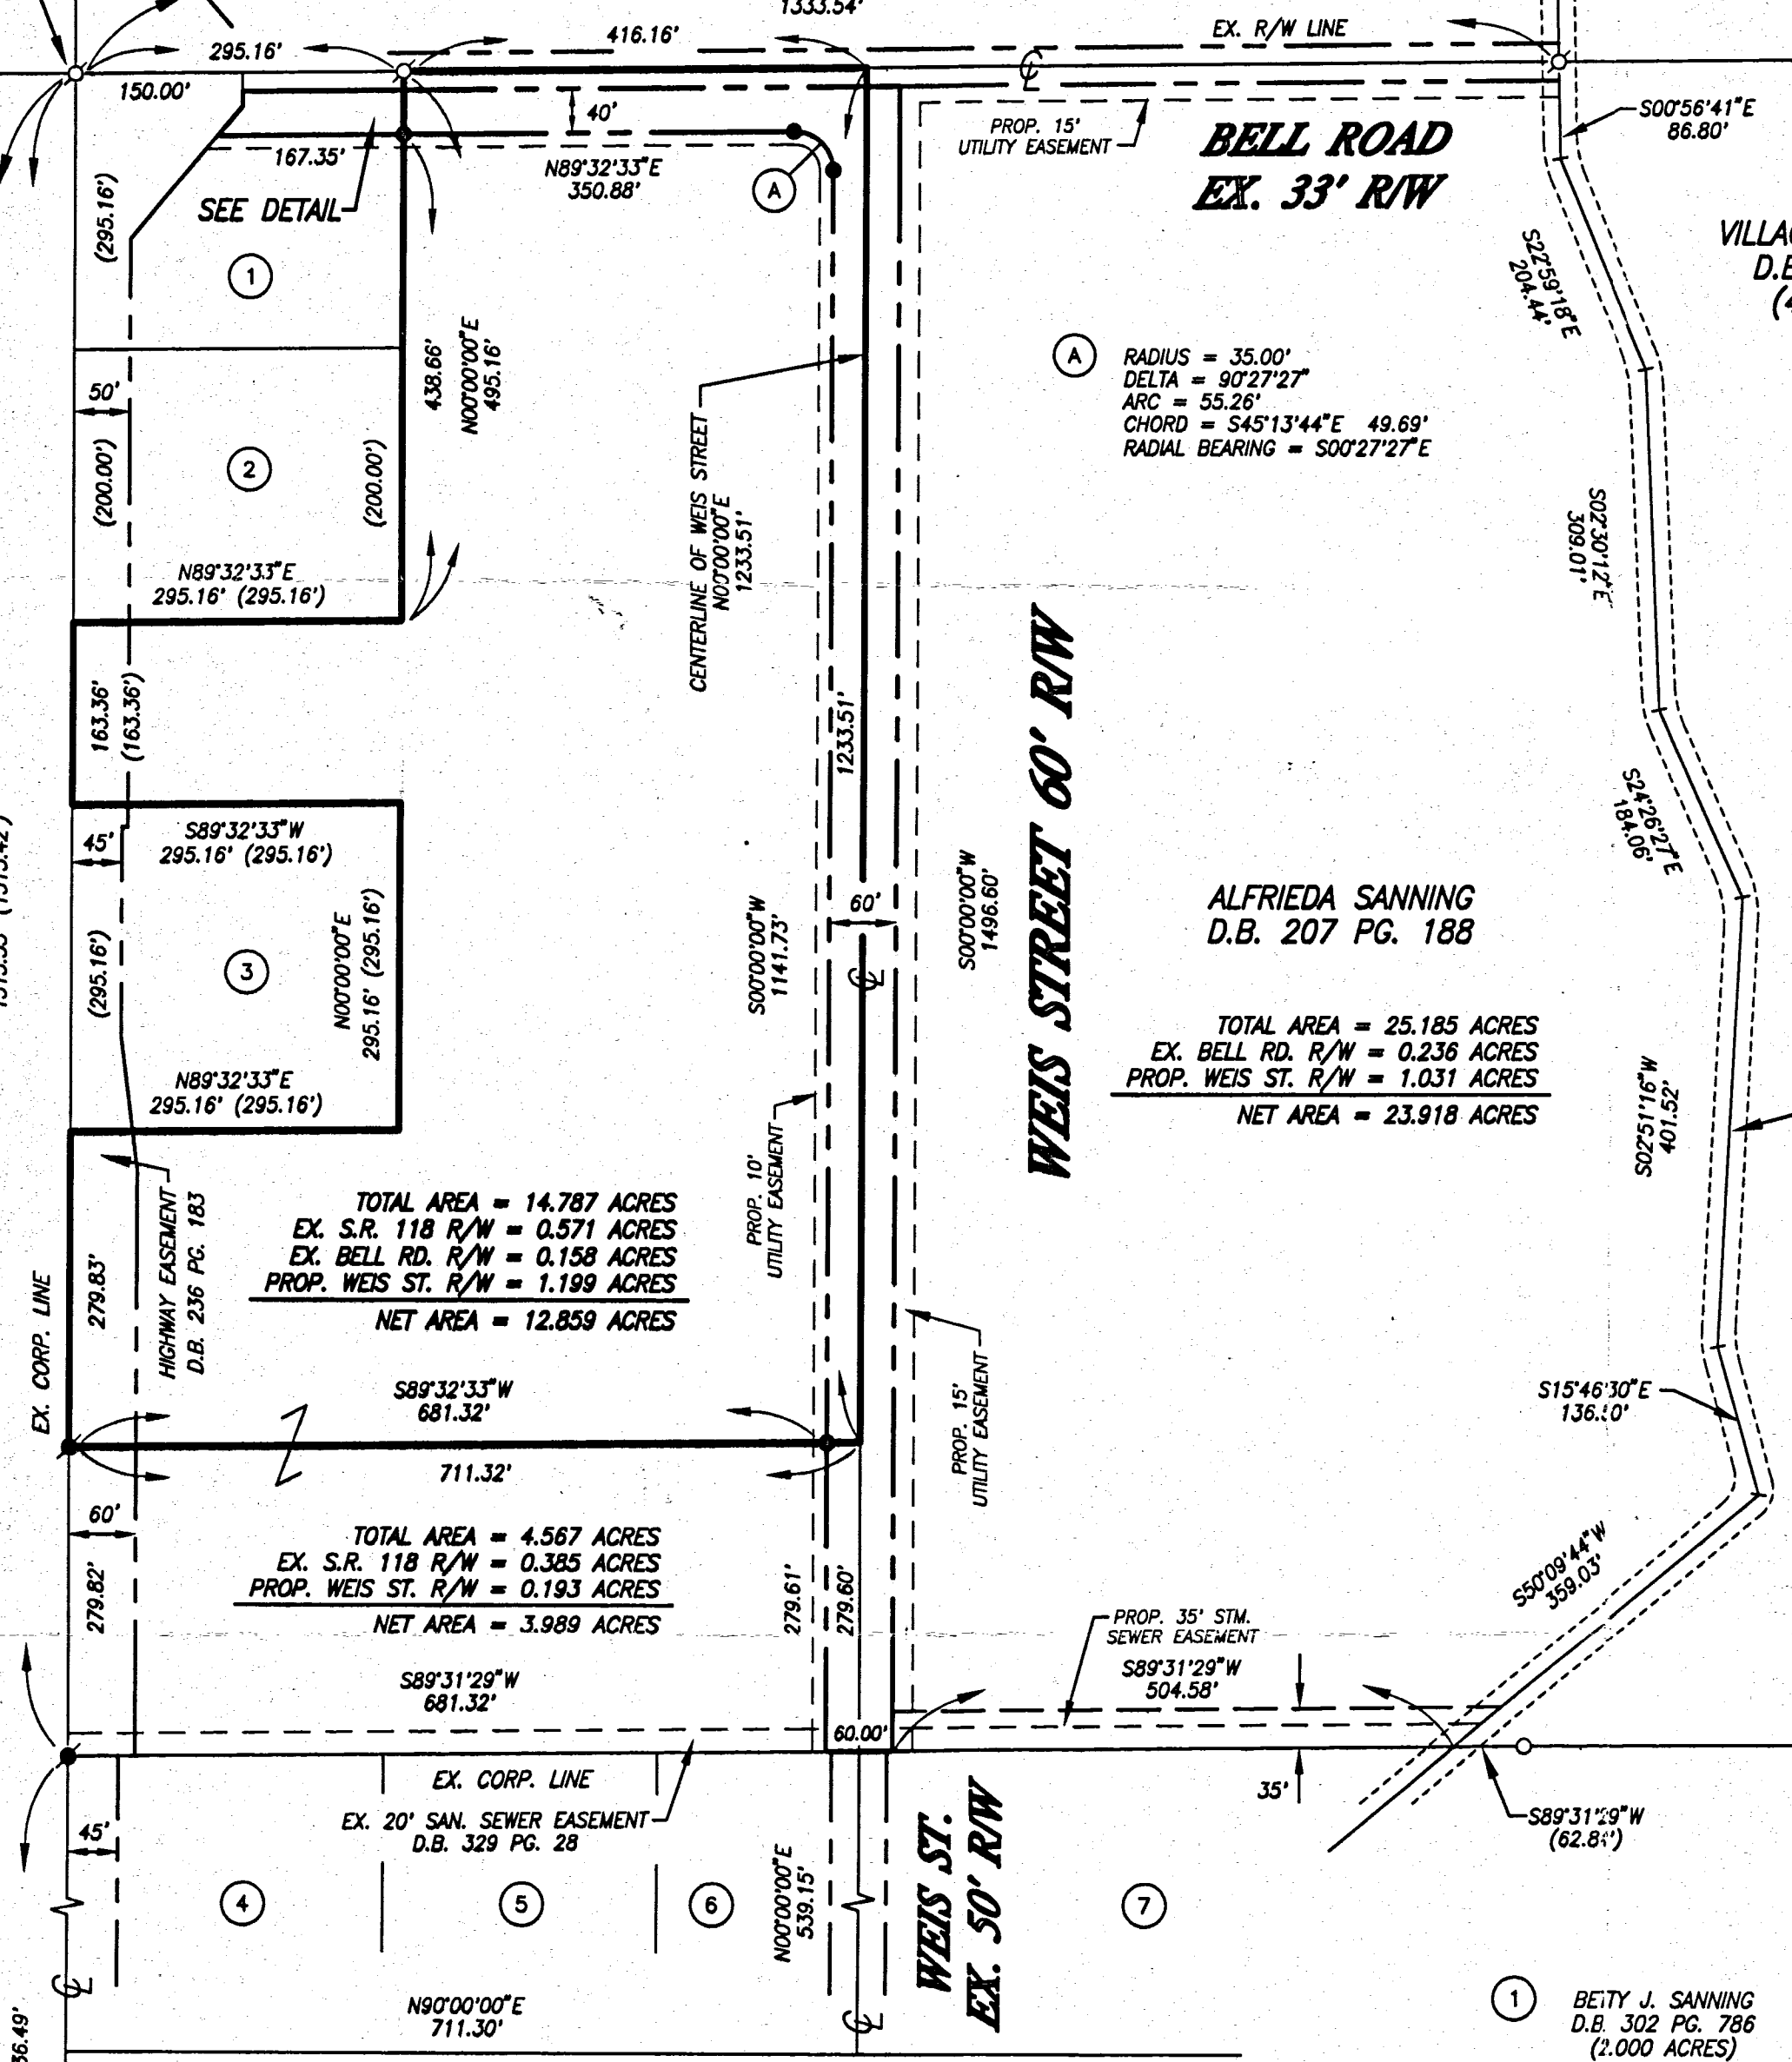 1333.54'
295.16'
416.16'
EX. R/W LINE
150.00'
40'
167.35'
N89°32'33"E
350.88'
A
SEE DETAIL
PROP. 15'
UTILITY EASEMENT
BELL ROAD
EX. 33' R/W
S00°56'41"E
86.80'
(295.16')
1
S22°59'18"E
204.44'
438.66'
N00°00'00"E
495.16'
50'
(200.00')
2
(200.00')
N89°32'33"E
295.16' (295.16')
CENTERLINE OF WEIS STREET
N00°00'00"E
1233.51'
A
RADIUS = 35.00'
DELTA = 90°27'27"
ARC = 55.26'
CHORD = S45°13'44"E 49.69'
RADIAL BEARING = S00°27'27"E
S02°30'12"E
309.01'
163.36'
(163.36')
1233.51'
WEIS STREET 60' R/W
S24°26'27"E
184.06'
45'
S89°32'33"W
295.16' (295.16')
(295.16')
3
N00°00'00"E
295.16' (295.16')
N89°32'33"E
295.16' (295.16')
60'
S00°00'00"W
1141.73'
S00°00'00"W
1496.60'
ALFRIEDA SANNING
D.B. 207 PG. 188
TOTAL AREA = 25.185 ACRES
EX. BELL RD. R/W = 0.236 ACRES
PROP. WEIS ST. R/W = 1.031 ACRES
NET AREA = 23.918 ACRES
S02°51'16"W
401.52'
PROP. 10'
UTILITY EASEMENT
EX. CORP. LINE
279.83'
HIGHWAY EASEMENT
D.B. 236 PG. 183
TOTAL AREA = 14.787 ACRES
EX. S.R. 118 R/W = 0.571 ACRES
EX. BELL RD. R/W = 0.158 ACRES
PROP. WEIS ST. R/W = 1.199 ACRES
NET AREA = 12.859 ACRES
S89°32'33"W
681.32'
711.32'
PROP. 15'
UTILITY EASEMENT
S15°46'30"E
60'
279.82'
TOTAL AREA = 4.567 ACRES
EX. S.R. 118 R/W = 0.385 ACRES
PROP. WEIS ST. R/W = 0.193 ACRES
NET AREA = 3.989 ACRES
279.61'
279.60'
S50°09'44"W
359.03'
PROP. 35' STM.
SEWER EASEMENT
S89°31'29"W
504.58'
S89°31'29"W
681.32'
60.00'
35'
S89°31'29"W
EX. CORP. LINE
EX. 20' SAN. SEWER EASEMENT
D.B. 329 PG. 28
45'
4
5
6
N00°00'00"E
539.15'
WEIS ST.
EX. 50' R/W
7
N90°00'00"E
711.30'
1
BETTY J. SANNING
D.B. 302 PG. 786
(2.000 ACRES)